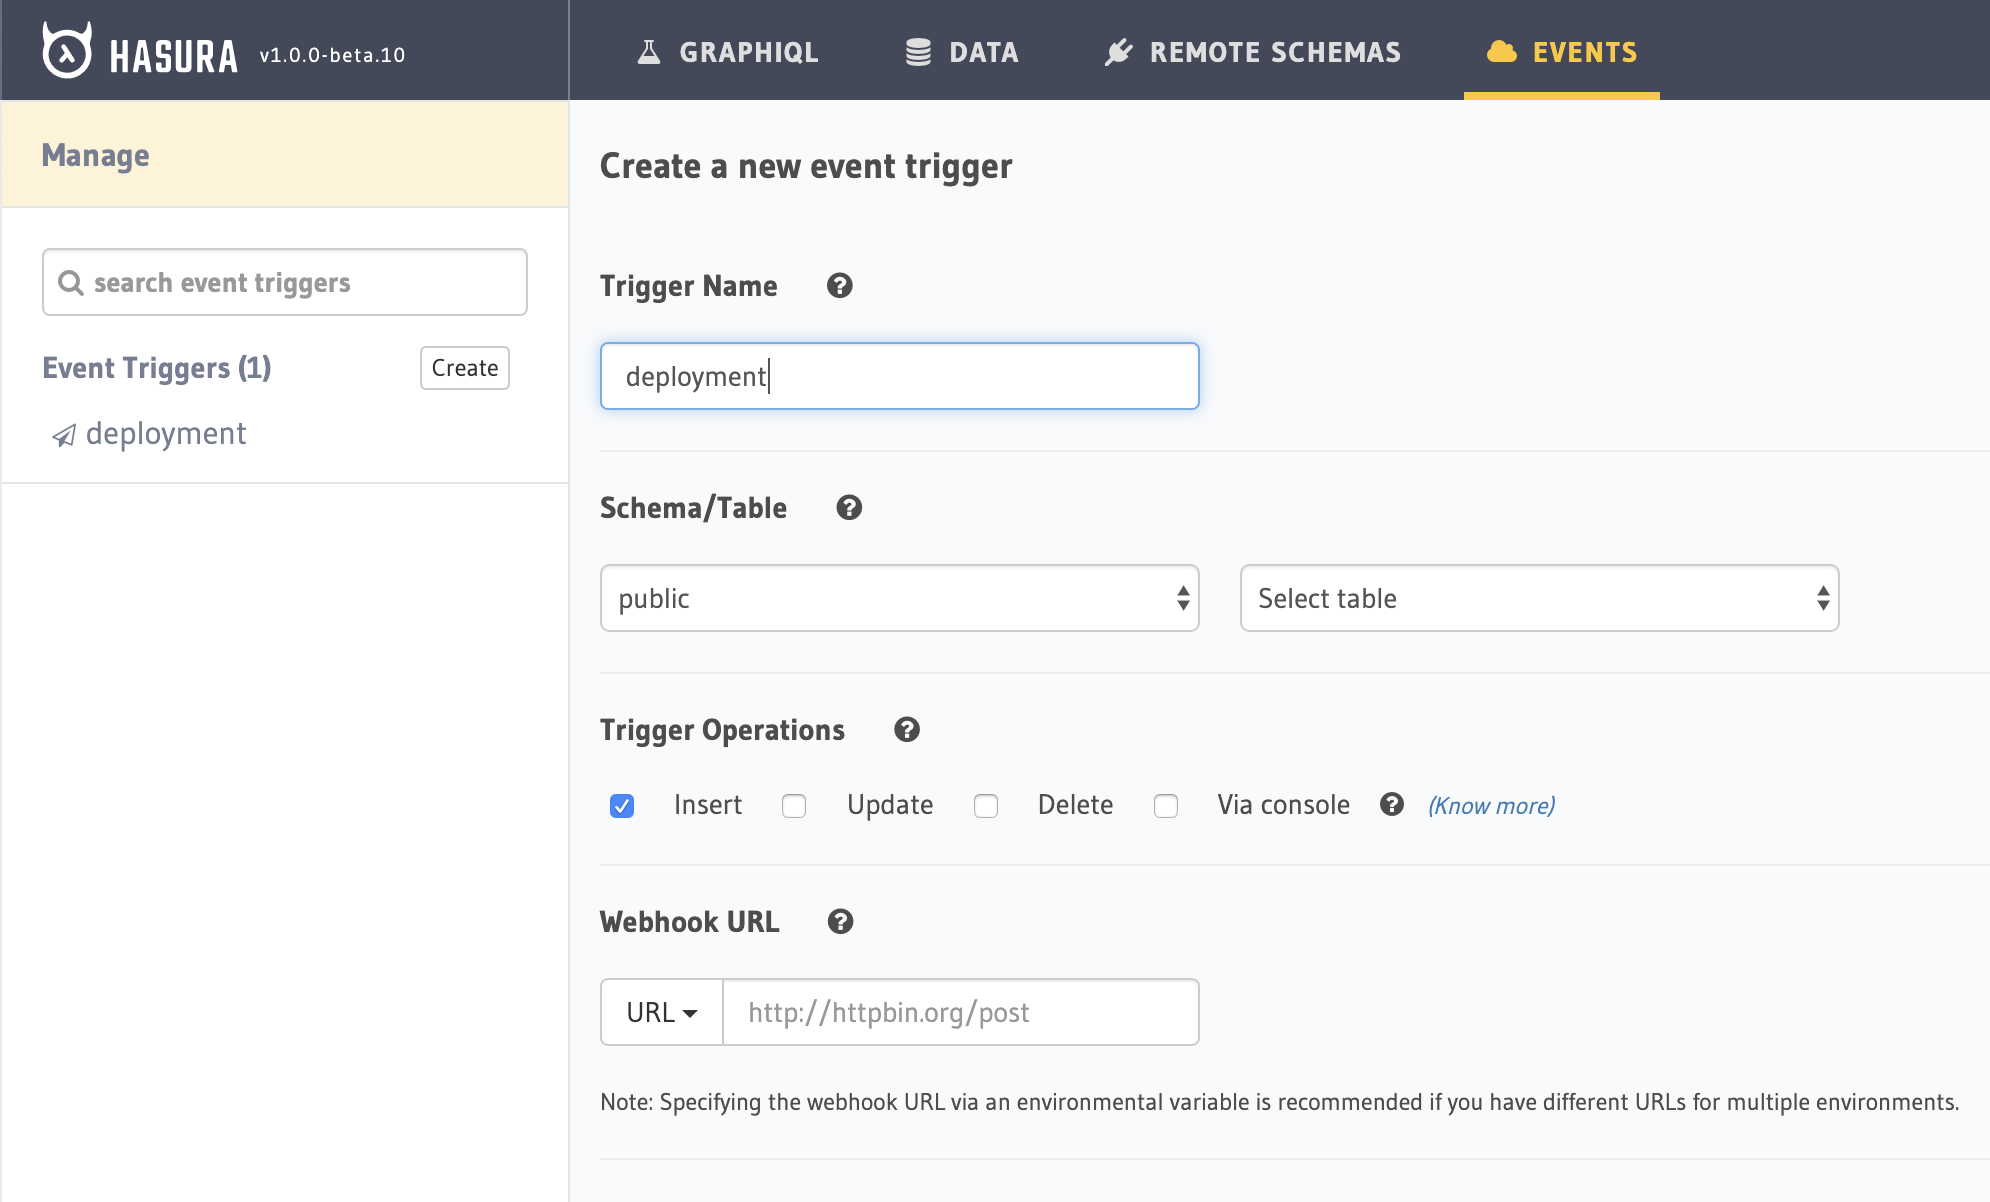 HASURA v1.0.0-beta.10
GRAPHIQL
DATA
REMOTE SCHEMAS
EVENTS
Manage
search event triggers
Event Triggers (1)
Create
deployment
Create a new event trigger
Trigger Name
deployment
Schema/Table
public
Select table
Trigger Operations
Insert
Update
Delete
Via console
(Know more)
Webhook URL
URL
http://httpbin.org/post
Note: Specifying the webhook URL via an environmental variable is recommended if you have different URLs for multiple environments.